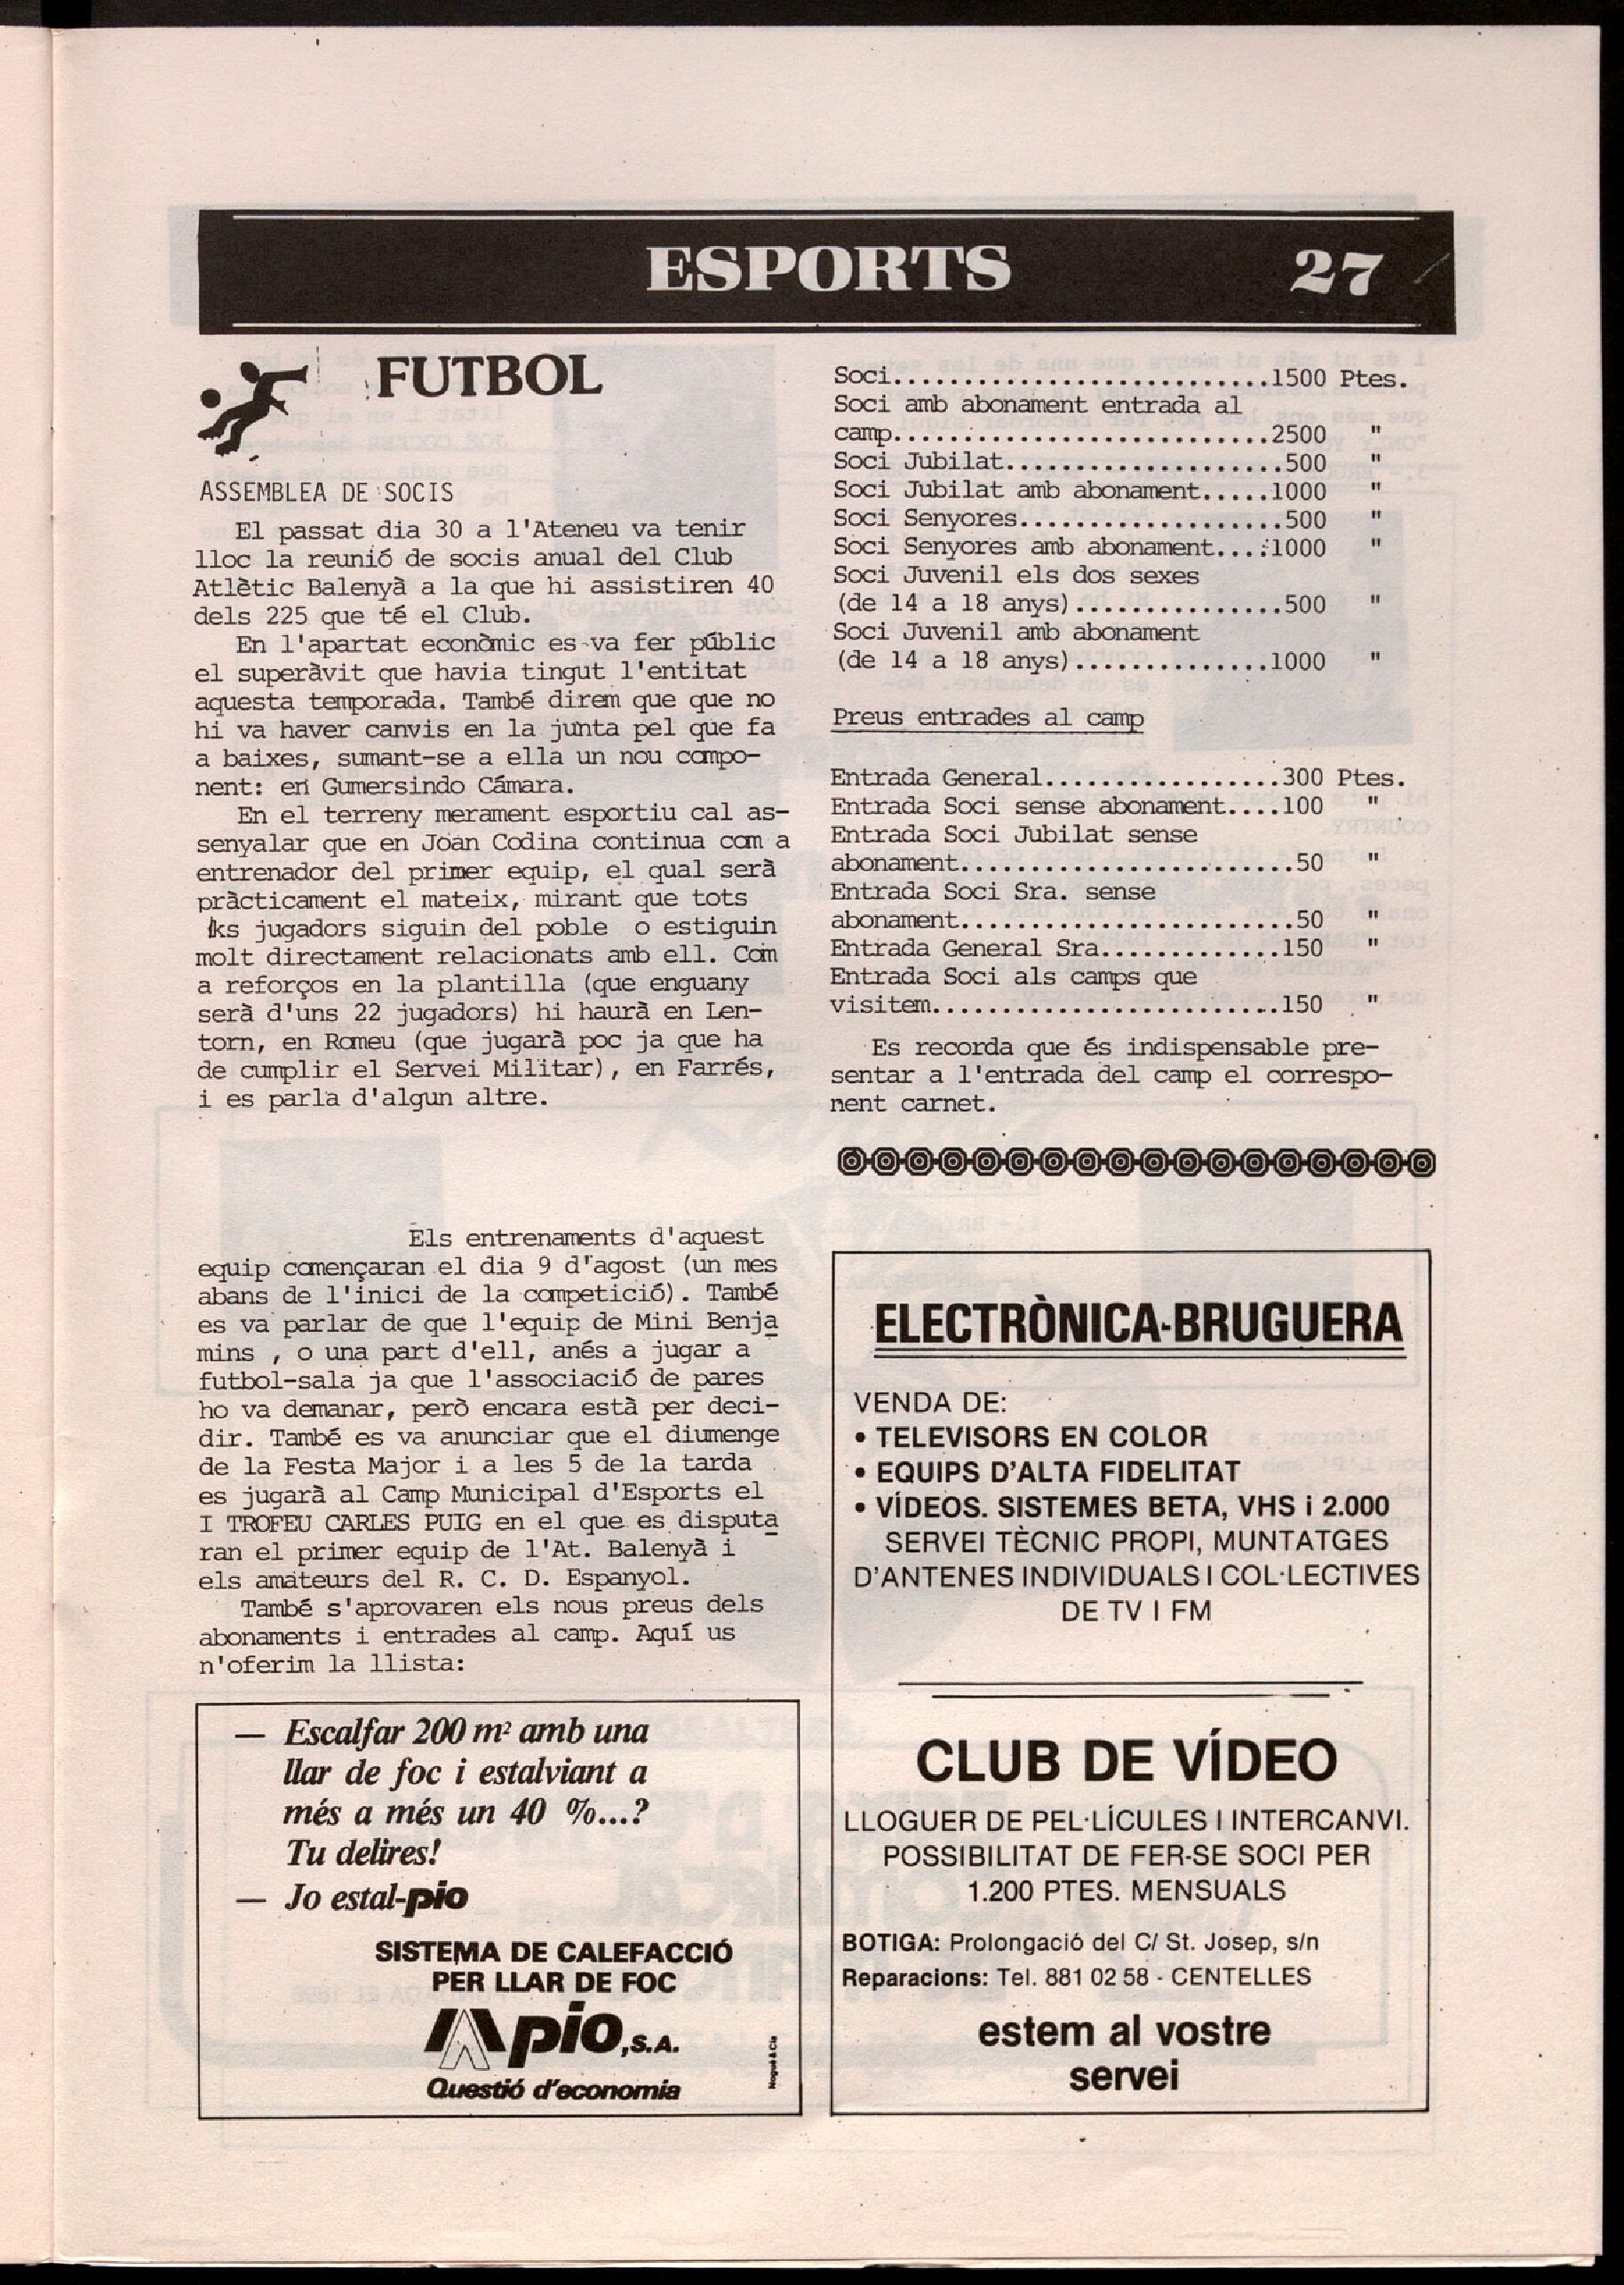 ESPORTS 27
FUTBOL
ASSEMBLEA DE SOCIS
El passat dia 30 a l'Ateneu va tenir
lloc la reunió de socis anual del Club
Atlètic Balenyà a la que hi assistiren 40
dels 225 que té el Club.
En l'apartat econòmic es va fer públic
el superàvit que havia tingut l'entitat
aquesta temporada. També direm que que no
hi va haver canvis en la junta pel que fa
a baixes, sumant-se a ella un nou compo-
nent: en Gumersindo Cámara.
En el terreny merament esportiu cal as-
senyalar que en Joan Codina continua com a
entrenador del primer equip, el qual serà
pràcticament el mateix, mirant que tots
jugadors siguin del poble o estiguin
molt directament relacionats amb ell. Com
a reforços en la plantilla (que enguany
serà d'uns 22 jugadors) hi haurà en Len-
torn, en Romeu (que jugarà poc ja que ha
de cumplir el Servei Militar), en Farrés,
i es parla d'algun altre.
Els entrenaments d'aquest
equip començaran el dia 9 d'agost (un mes
abans de l'inici de la competició). També
es va parlar de que l'equip de Mini Benja
mins , o una part d'ell, anés a jugar a
futbol-sala ja que l'associació de pares
ho va demanar, però encara està per deci-
dir. També es va anunciar que el diumenge
de la Festa Major i a les 5 de la tarda
es jugarà al Camp Municipal d'Esports el
I TROFEU CARLES PUIG en el que es disputa
ran el primer equip de l'At. Balenyà i
els amateurs del R. C. D. Espanyol.
També s'aprovaren els nous preus dels
abonaments i entrades al camp. Aquí us
n'oferim la llista:
— Escalfar 200 m² amb una
llar de foc i estalviant a
més a més un 40 %...?
Tu delires!
— Jo estal-pio
SISTEMA DE CALEFACCIÓ
PER LLAR DE FOC
pio,S.A.
Questió d'economia
Nogué & Cia
Soci...........................1500 Ptes.
Soci amb abonament entrada al
camp...........................2500 "
Soci Jubilat....................500 "
Soci Jubilat amb abonament.....1000 "
Soci Senyores...................500 "
Soci Senyores amb abonament....1000 "
Soci Juvenil els dos sexes
(de 14 a 18 anys)...............500 "
Soci Juvenil amb abonament
(de 14 a 18 anys)..............1000 "
Preus entrades al camp
Entrada General.................300 Ptes.
Entrada Soci sense abonament....100 "
Entrada Soci Jubilat sense
abonament........................50 "
Entrada Soci Sra. sense
abonament........................50 "
Entrada General Sra.............150 "
Entrada Soci als camps que
visitem.........................150 "
Es recorda que és indispensable pre-
sentar a l'entrada del camp el correspo-
nent carnet.
ELECTRÒNICA-BRUGUERA
VENDA DE:
• TELEVISORS EN COLOR
• EQUIPS D'ALTA FIDELITAT
• VÍDEOS. SISTEMES BETA, VHS i 2.000
SERVEI TÈCNIC PROPI, MUNTATGES
D'ANTENES INDIVIDUALS I COL·LECTIVES
DE TV I FM
CLUB DE VÍDEO
LLOGUER DE PEL·LÍCULES I INTERCANVI.
POSSIBILITAT DE FER-SE SOCI PER
1.200 PTES. MENSUALS
BOTIGA: Prolongació del C/ St. Josep, s/n
Reparacions: Tel. 881 02 58 - CENTELLES
estem al vostre
servei